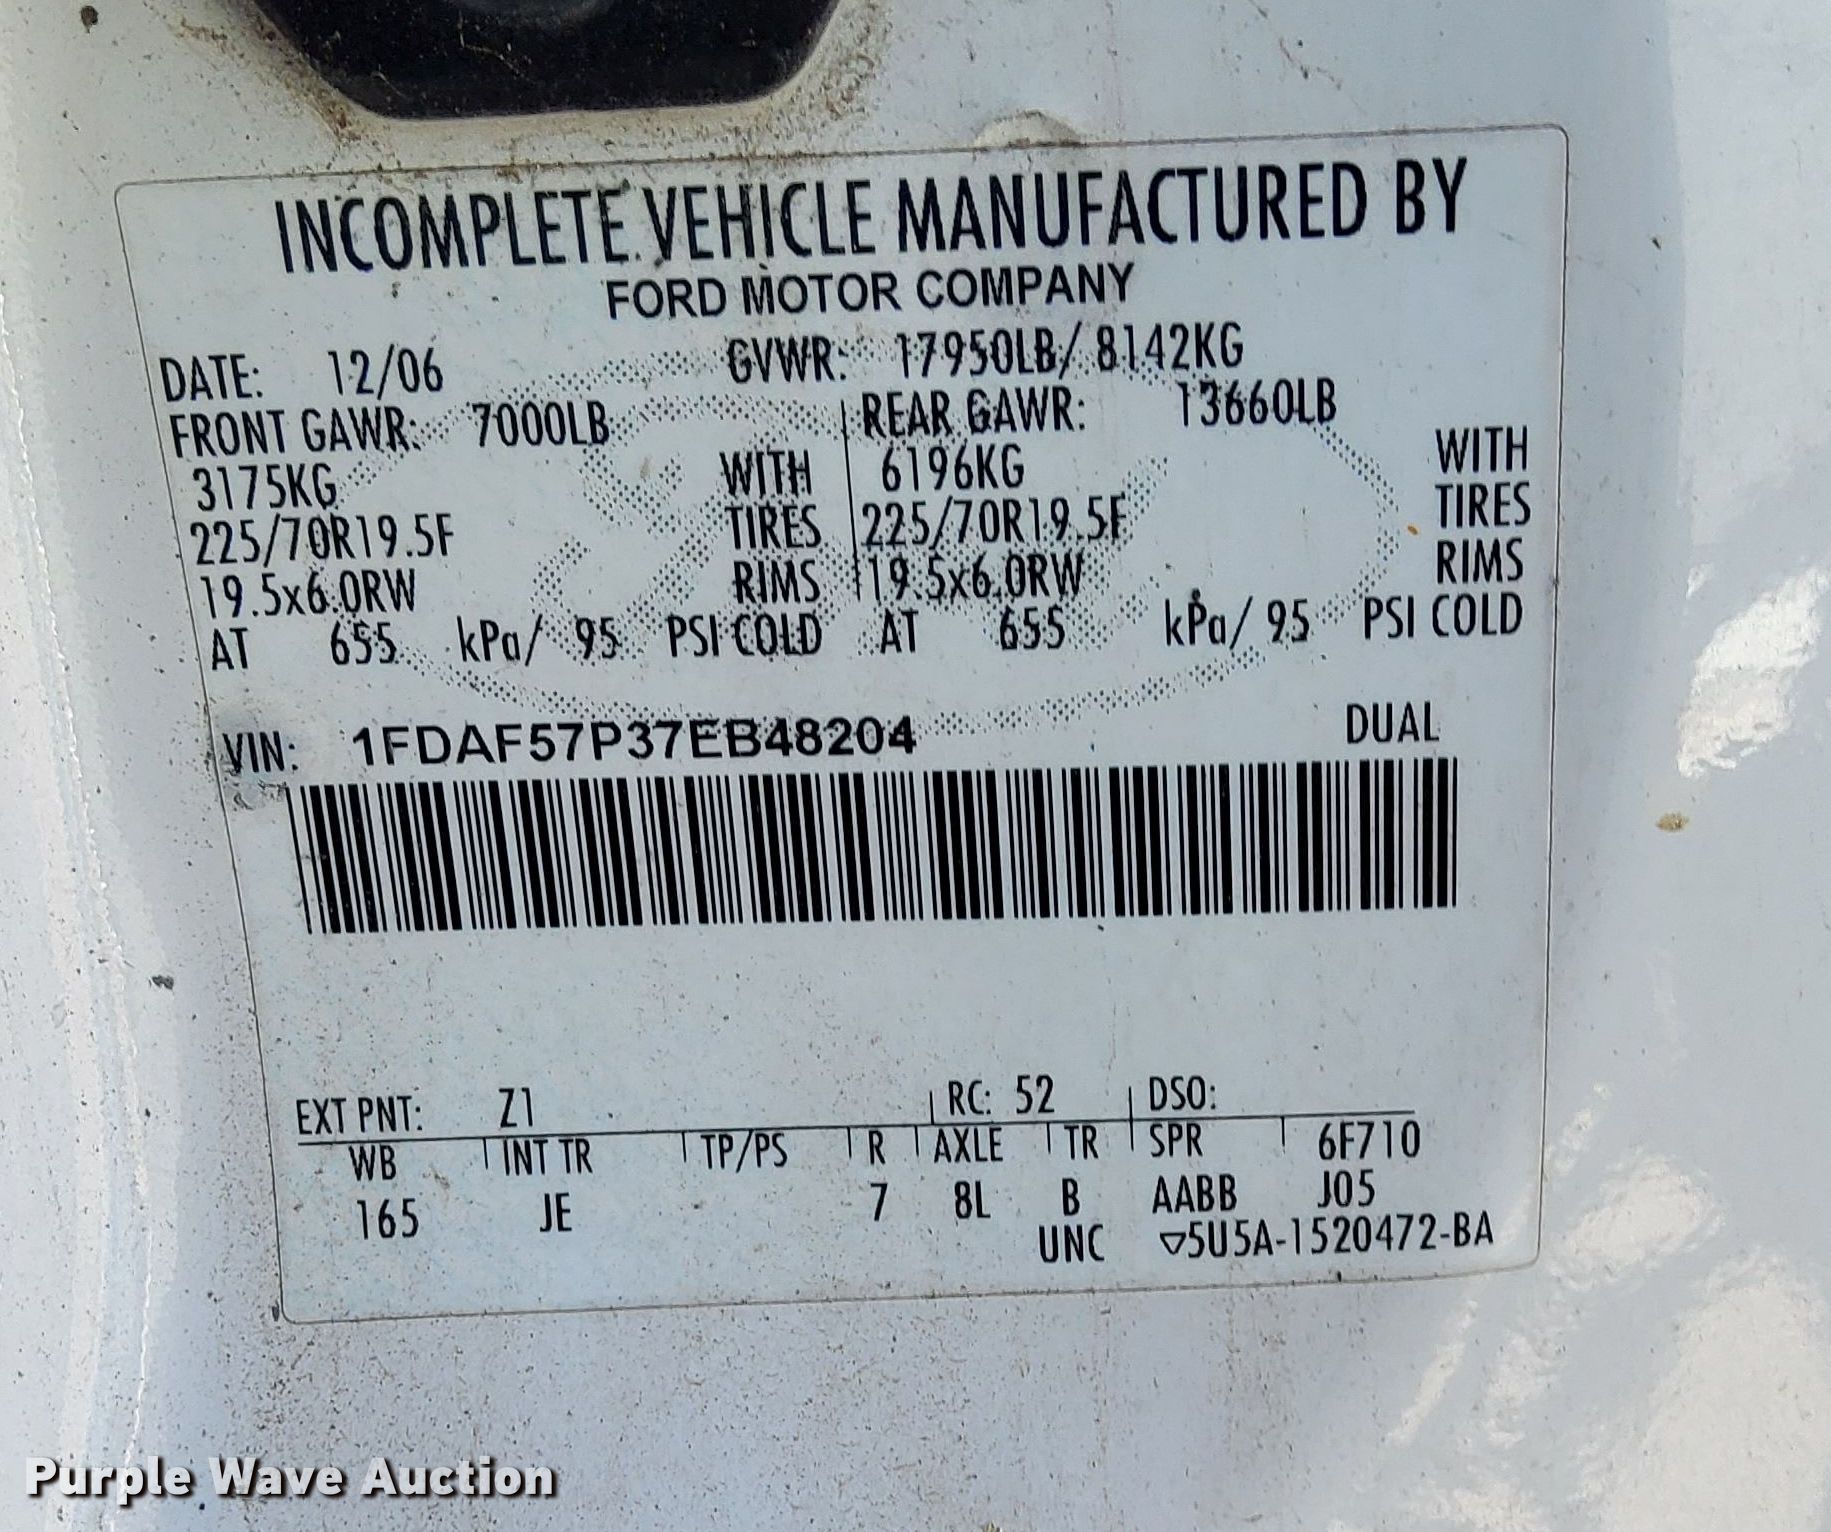 INCOMPLETE VEHICLE MANUFACTURED BY
FORD MOTOR COMPANY
DATE: 12/06 GVWR: 17950LB/ 8142KG
FRONT GAWR: 7000LB REAR GAWR: 13660LB
3175KG WITH 6196KG WITH
225/70R19.5F TIRES 225/70R19.5F TIRES
19.5x6.0RW RIMS 19.5x6.0RW RIMS
AT 655 kPa/ 95 PSI COLD AT 655 kPa/ 95 PSI COLD
VIN: 1FDAF57P37EB48204 DUAL
EXT PNT: Z1 RC: 52 DSO:
WB INT TR TP/PS R AXLE TR SPR 6F710
165 JE 7 8L B AABB J05
UNC ▽5U5A-1520472-BA
Purple Wave Auction